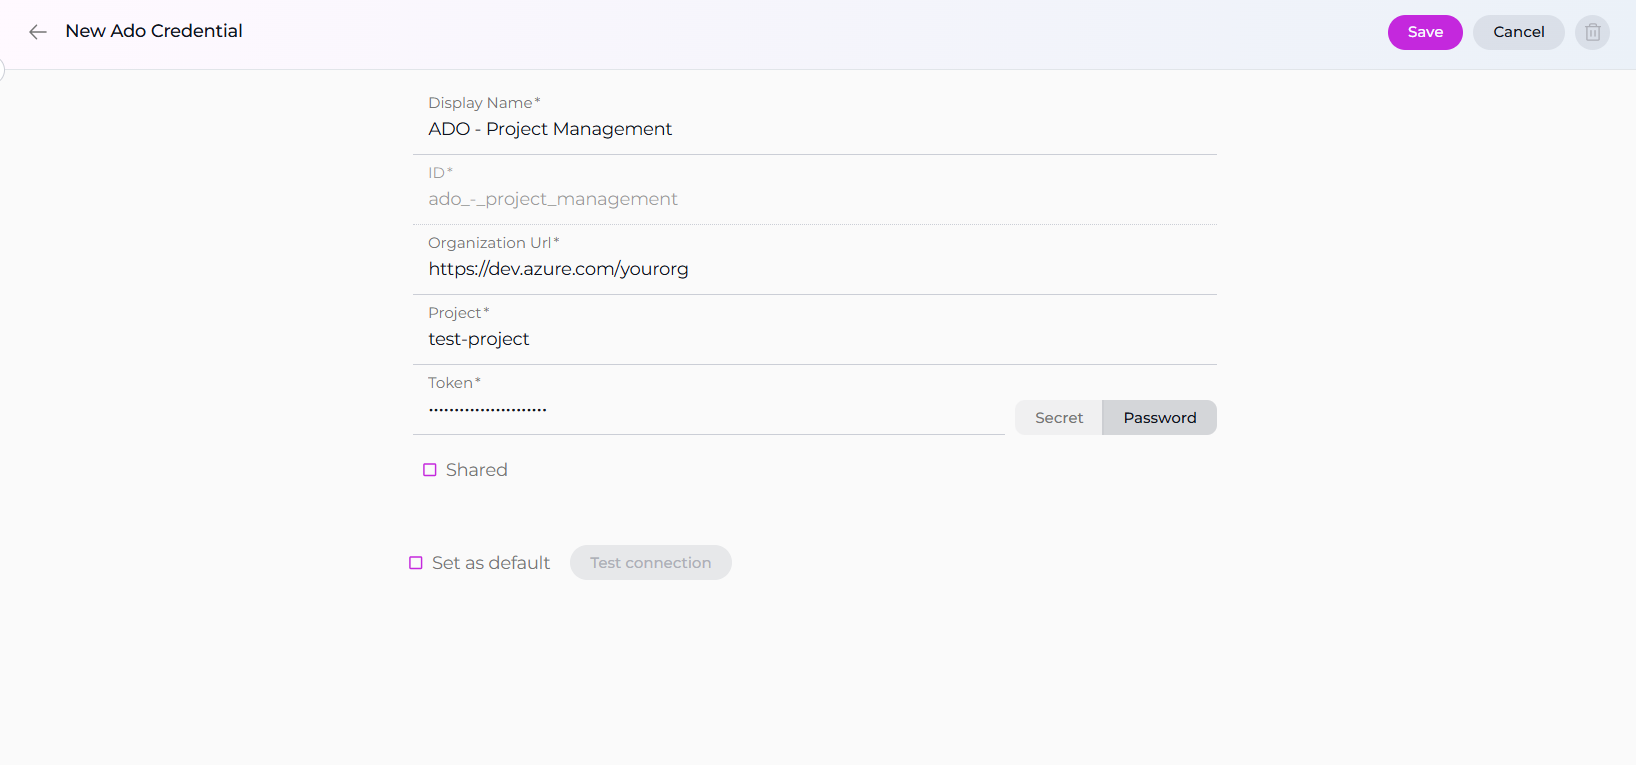 New Ado Credential
Save
Cancel
Display Name*
ADO - Project Management
ID*
ado_-_project_management
Organization Url*
https://dev.azure.com/yourorg
Project*
test-project
Token*
•••••••••••••••••••••••
Secret
Password
Shared
Set as default
Test connection